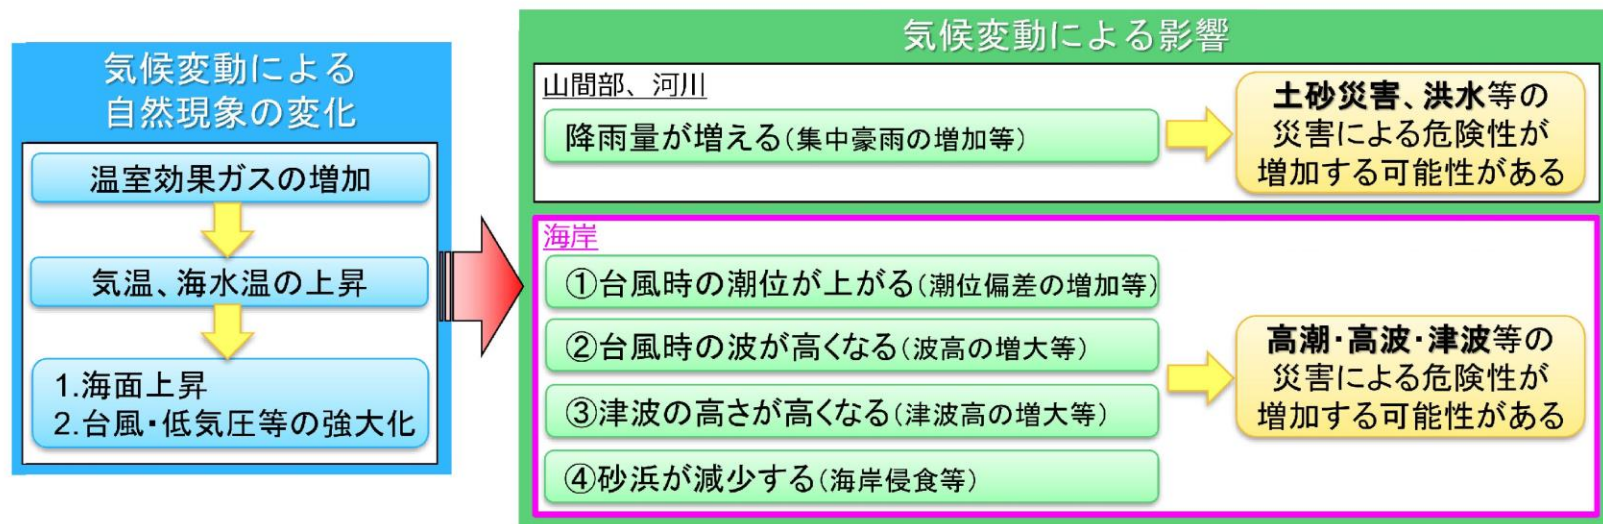 気候変動による
自然現象の変化
温室効果ガスの増加
気温、海水温の上昇
1.海面上昇
2.台風・低気圧等の強大化
気候変動による影響
山間部、河川
降雨量が増える(集中豪雨の増加等)
土砂災害、洪水等の
災害による危険性が
増加する可能性がある
海岸
①台風時の潮位が上がる(潮位偏差の増加等)
②台風時の波が高くなる(波高の増大等)
③津波の高さが高くなる(津波高の増大等)
④砂浜が減少する(海岸侵食等)
高潮・高波・津波等の
災害による危険性が
増加する可能性がある